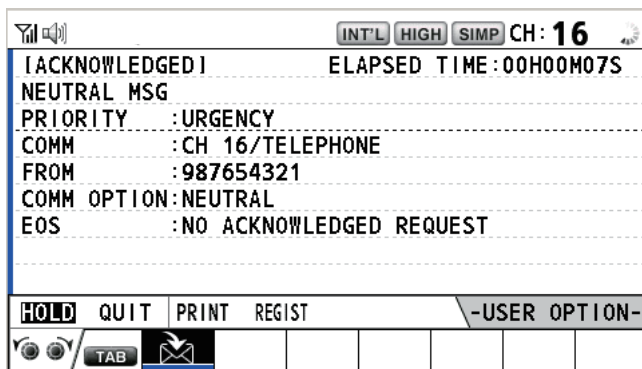 INT'L HIGH SIMP CH: 16
[ACKNOWLEDGED] ELAPSED TIME:00H00M07S
NEUTRAL MSG
PRIORITY :URGENCY
COMM :CH 16/TELEPHONE
FROM :987654321
COMM OPTION:NEUTRAL
EOS :NO ACKNOWLEDGED REQUEST
HOLD QUIT PRINT REGIST -USER OPTION-
TAB